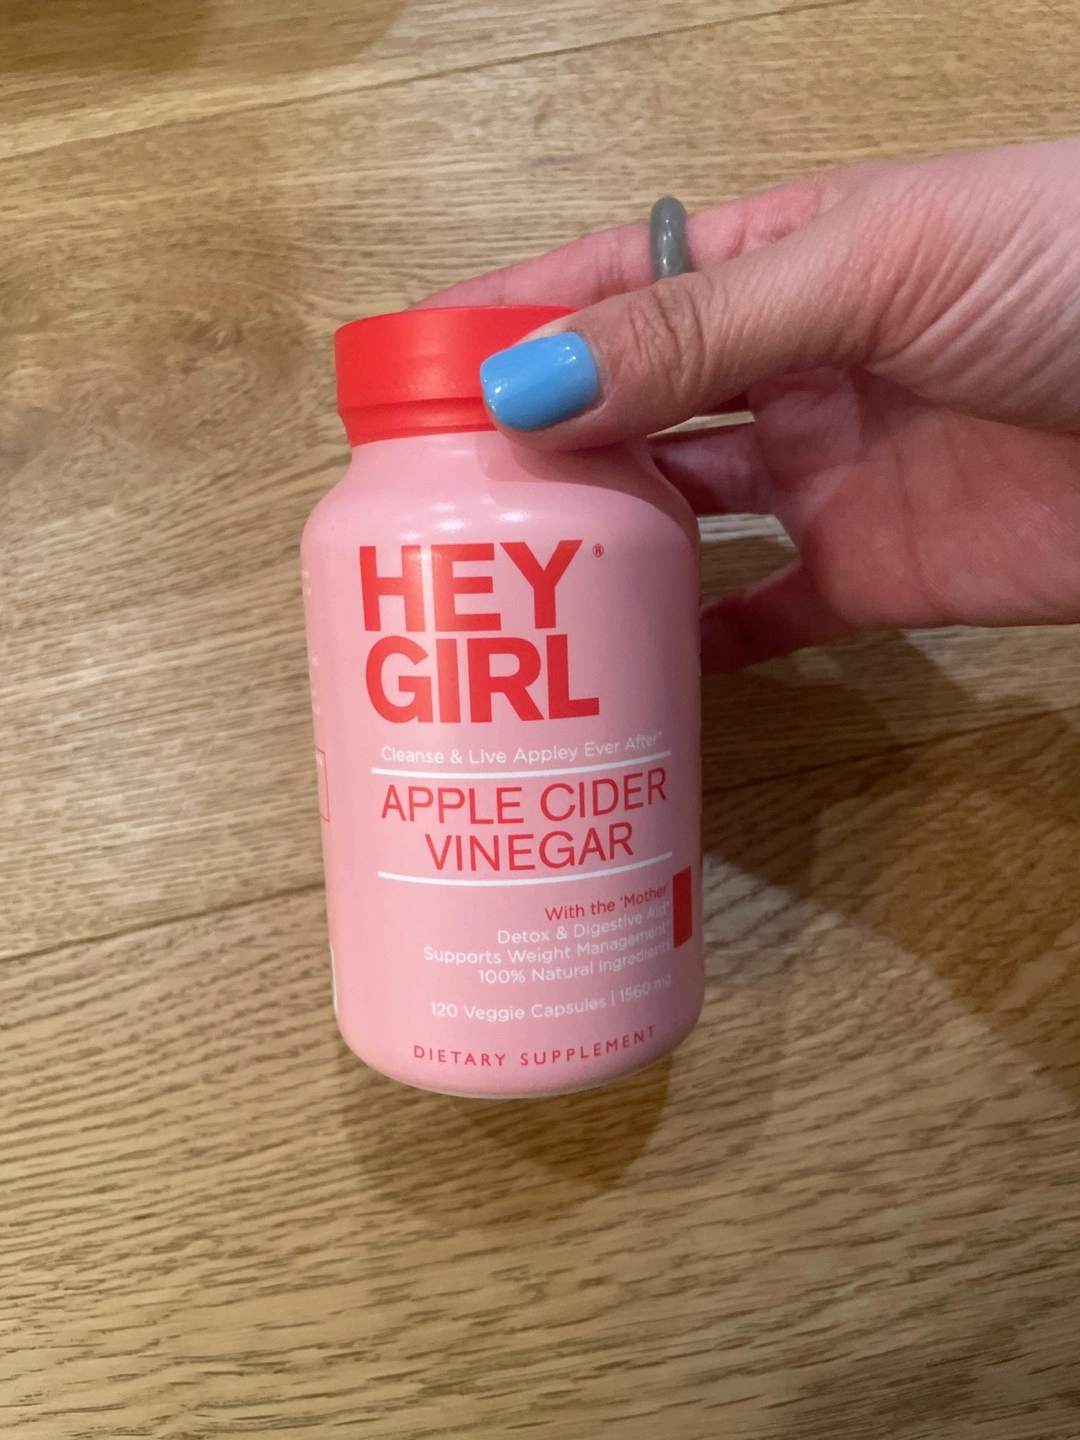 HEY®
GIRL
Cleanse & Live Appley Ever After*
APPLE CIDER
VINEGAR
With the 'Mother'
Detox & Digestive Aid*
Supports Weight Management*
100% Natural Ingredients
120 Veggie Capsules | 1560 mg
DIETARY SUPPLEMENT